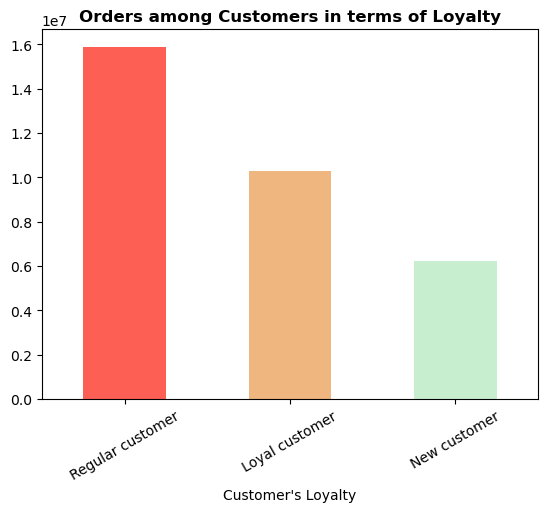 Orders among Customers in terms of Loyalty
1e7
1.6
1.4
1.2
1.0
0.8
0.6
0.4
0.2
0.0
Regular customer
Loyal customer
New customer
Customer's Loyalty